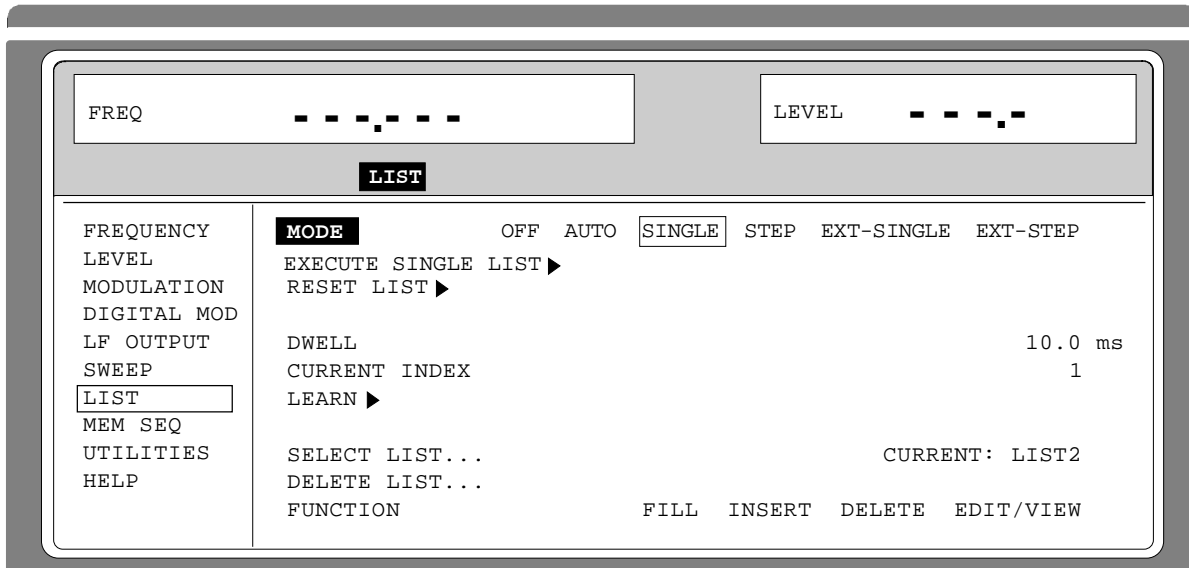 FREQ - - -.- - - LEVEL - - -.-
LIST
FREQUENCY
LEVEL
MODULATION
DIGITAL MOD
LF OUTPUT
SWEEP
LIST
MEM SEQ
UTILITIES
HELP
MODE OFF AUTO SINGLE STEP EXT-SINGLE EXT-STEP
EXECUTE SINGLE LIST▶
RESET LIST▶
DWELL 10.0 ms
CURRENT INDEX 1
LEARN ▶
SELECT LIST... CURRENT: LIST2
DELETE LIST...
FUNCTION FILL INSERT DELETE EDIT/VIEW